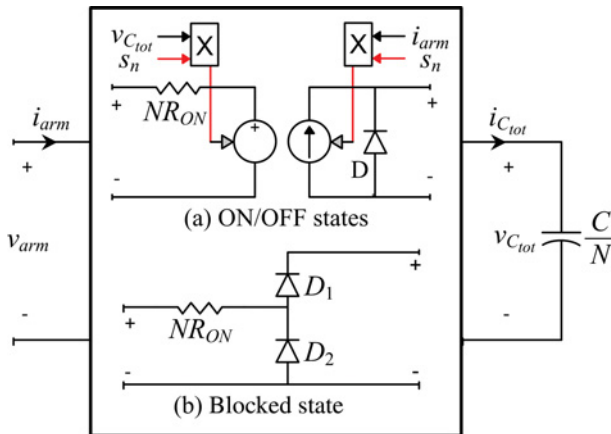 v_{C_{tot}}
s_n
X
X
i_{arm}
s_n
+
NR_{ON}
+
+
i_{arm}
+
i_{C_{tot}}
+
D
-
-
(a) ON/OFF states
v_{arm}
v_{C_{tot}}
\frac{C}{N}
+
D_1
+
NR_{ON}
D_2
-
-
-
-
(b) Blocked state